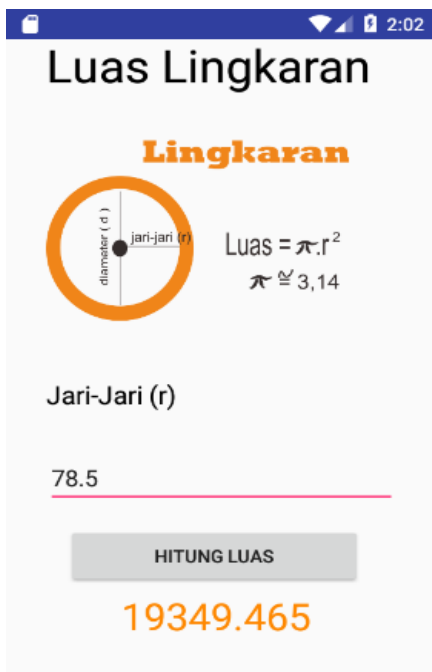 2:02
Luas Lingkaran
Lingkaran
diameter ( d )
jari-jari (r)
Luas = π.r²
π ≅ 3,14
Jari-Jari (r)
78.5
HITUNG LUAS
19349.465